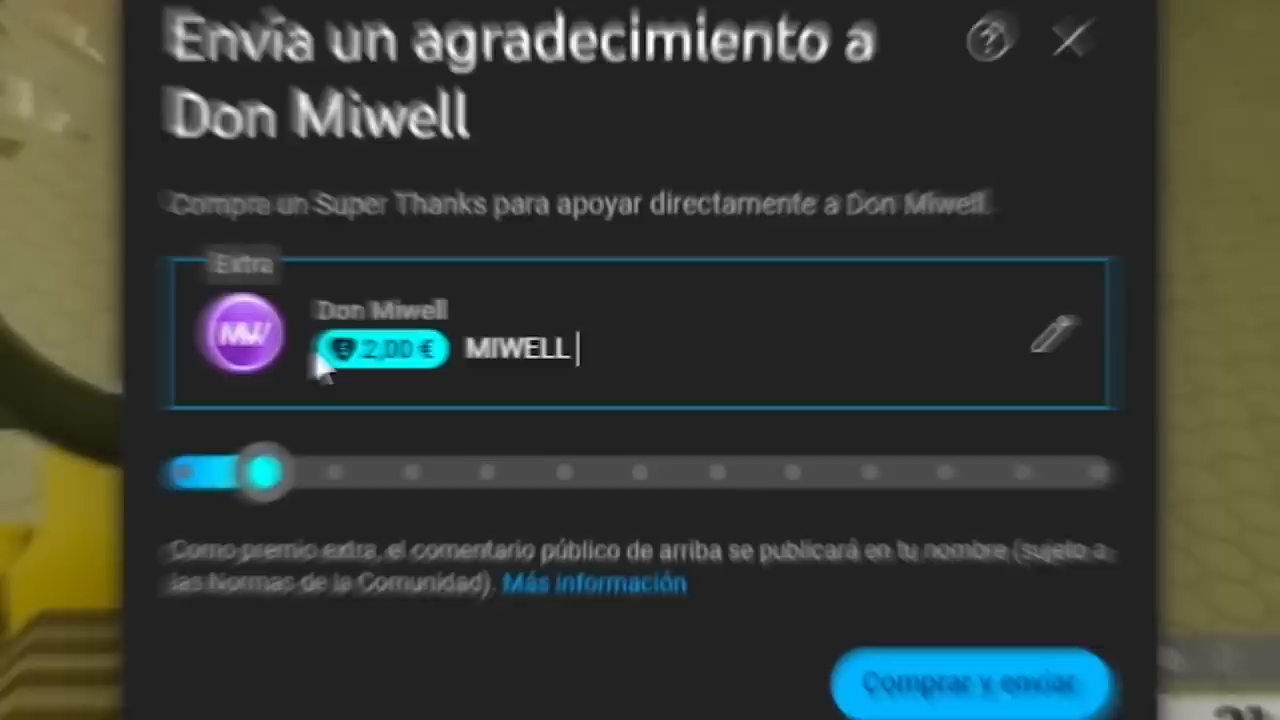 Envía un agradecimiento a
Don Miwell
Compra un Super Thanks para apoyar directamente a Don Miwell.
Extra
MW
Don Miwell
2,00 € MIWELL
Como premio extra, el comentario público de arriba se publicará en tu nombre (sujeto a
las Normas de la Comunidad). Más información
Comprar y enviar